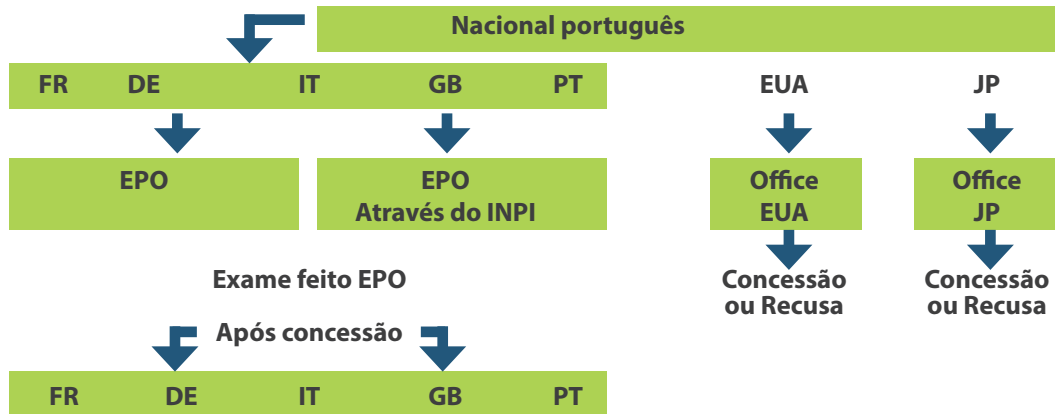 Nacional português
FR DE IT GB PT EUA JP
EPO
EPO
Através do INPI
Office
EUA
Office
JP
Exame feito EPO
Concessão
ou Recusa
Concessão
ou Recusa
Após concessão
FR DE IT GB PT